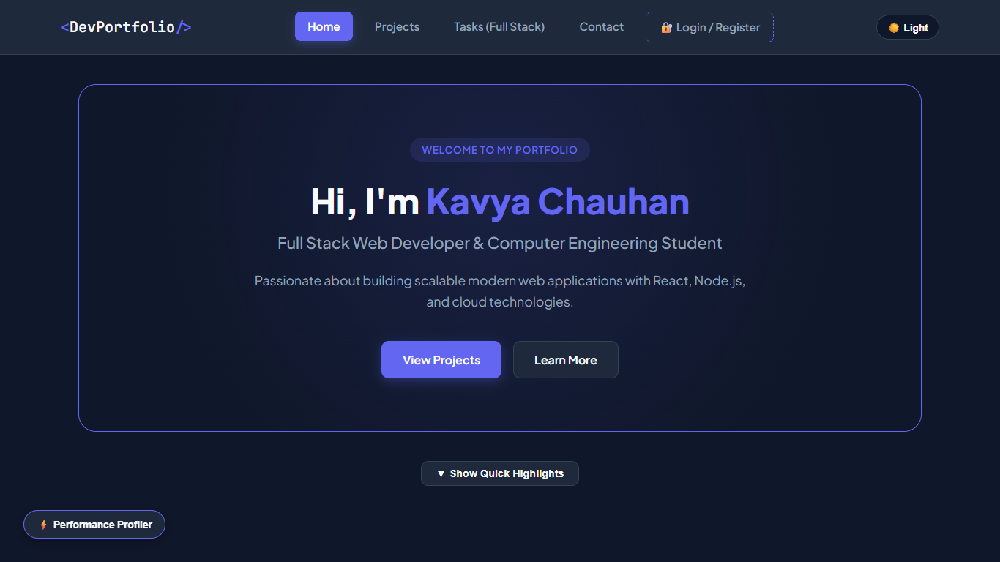 <DevPortfolio/>
Home
Projects
Tasks (Full Stack)
Contact
Login / Register
Light
WELCOME TO MY PORTFOLIO
Hi, I'm Kavya Chauhan
Full Stack Web Developer & Computer Engineering Student
Passionate about building scalable modern web applications with React, Node.js,
and cloud technologies.
View Projects
Learn More
▼ Show Quick Highlights
Performance Profiler